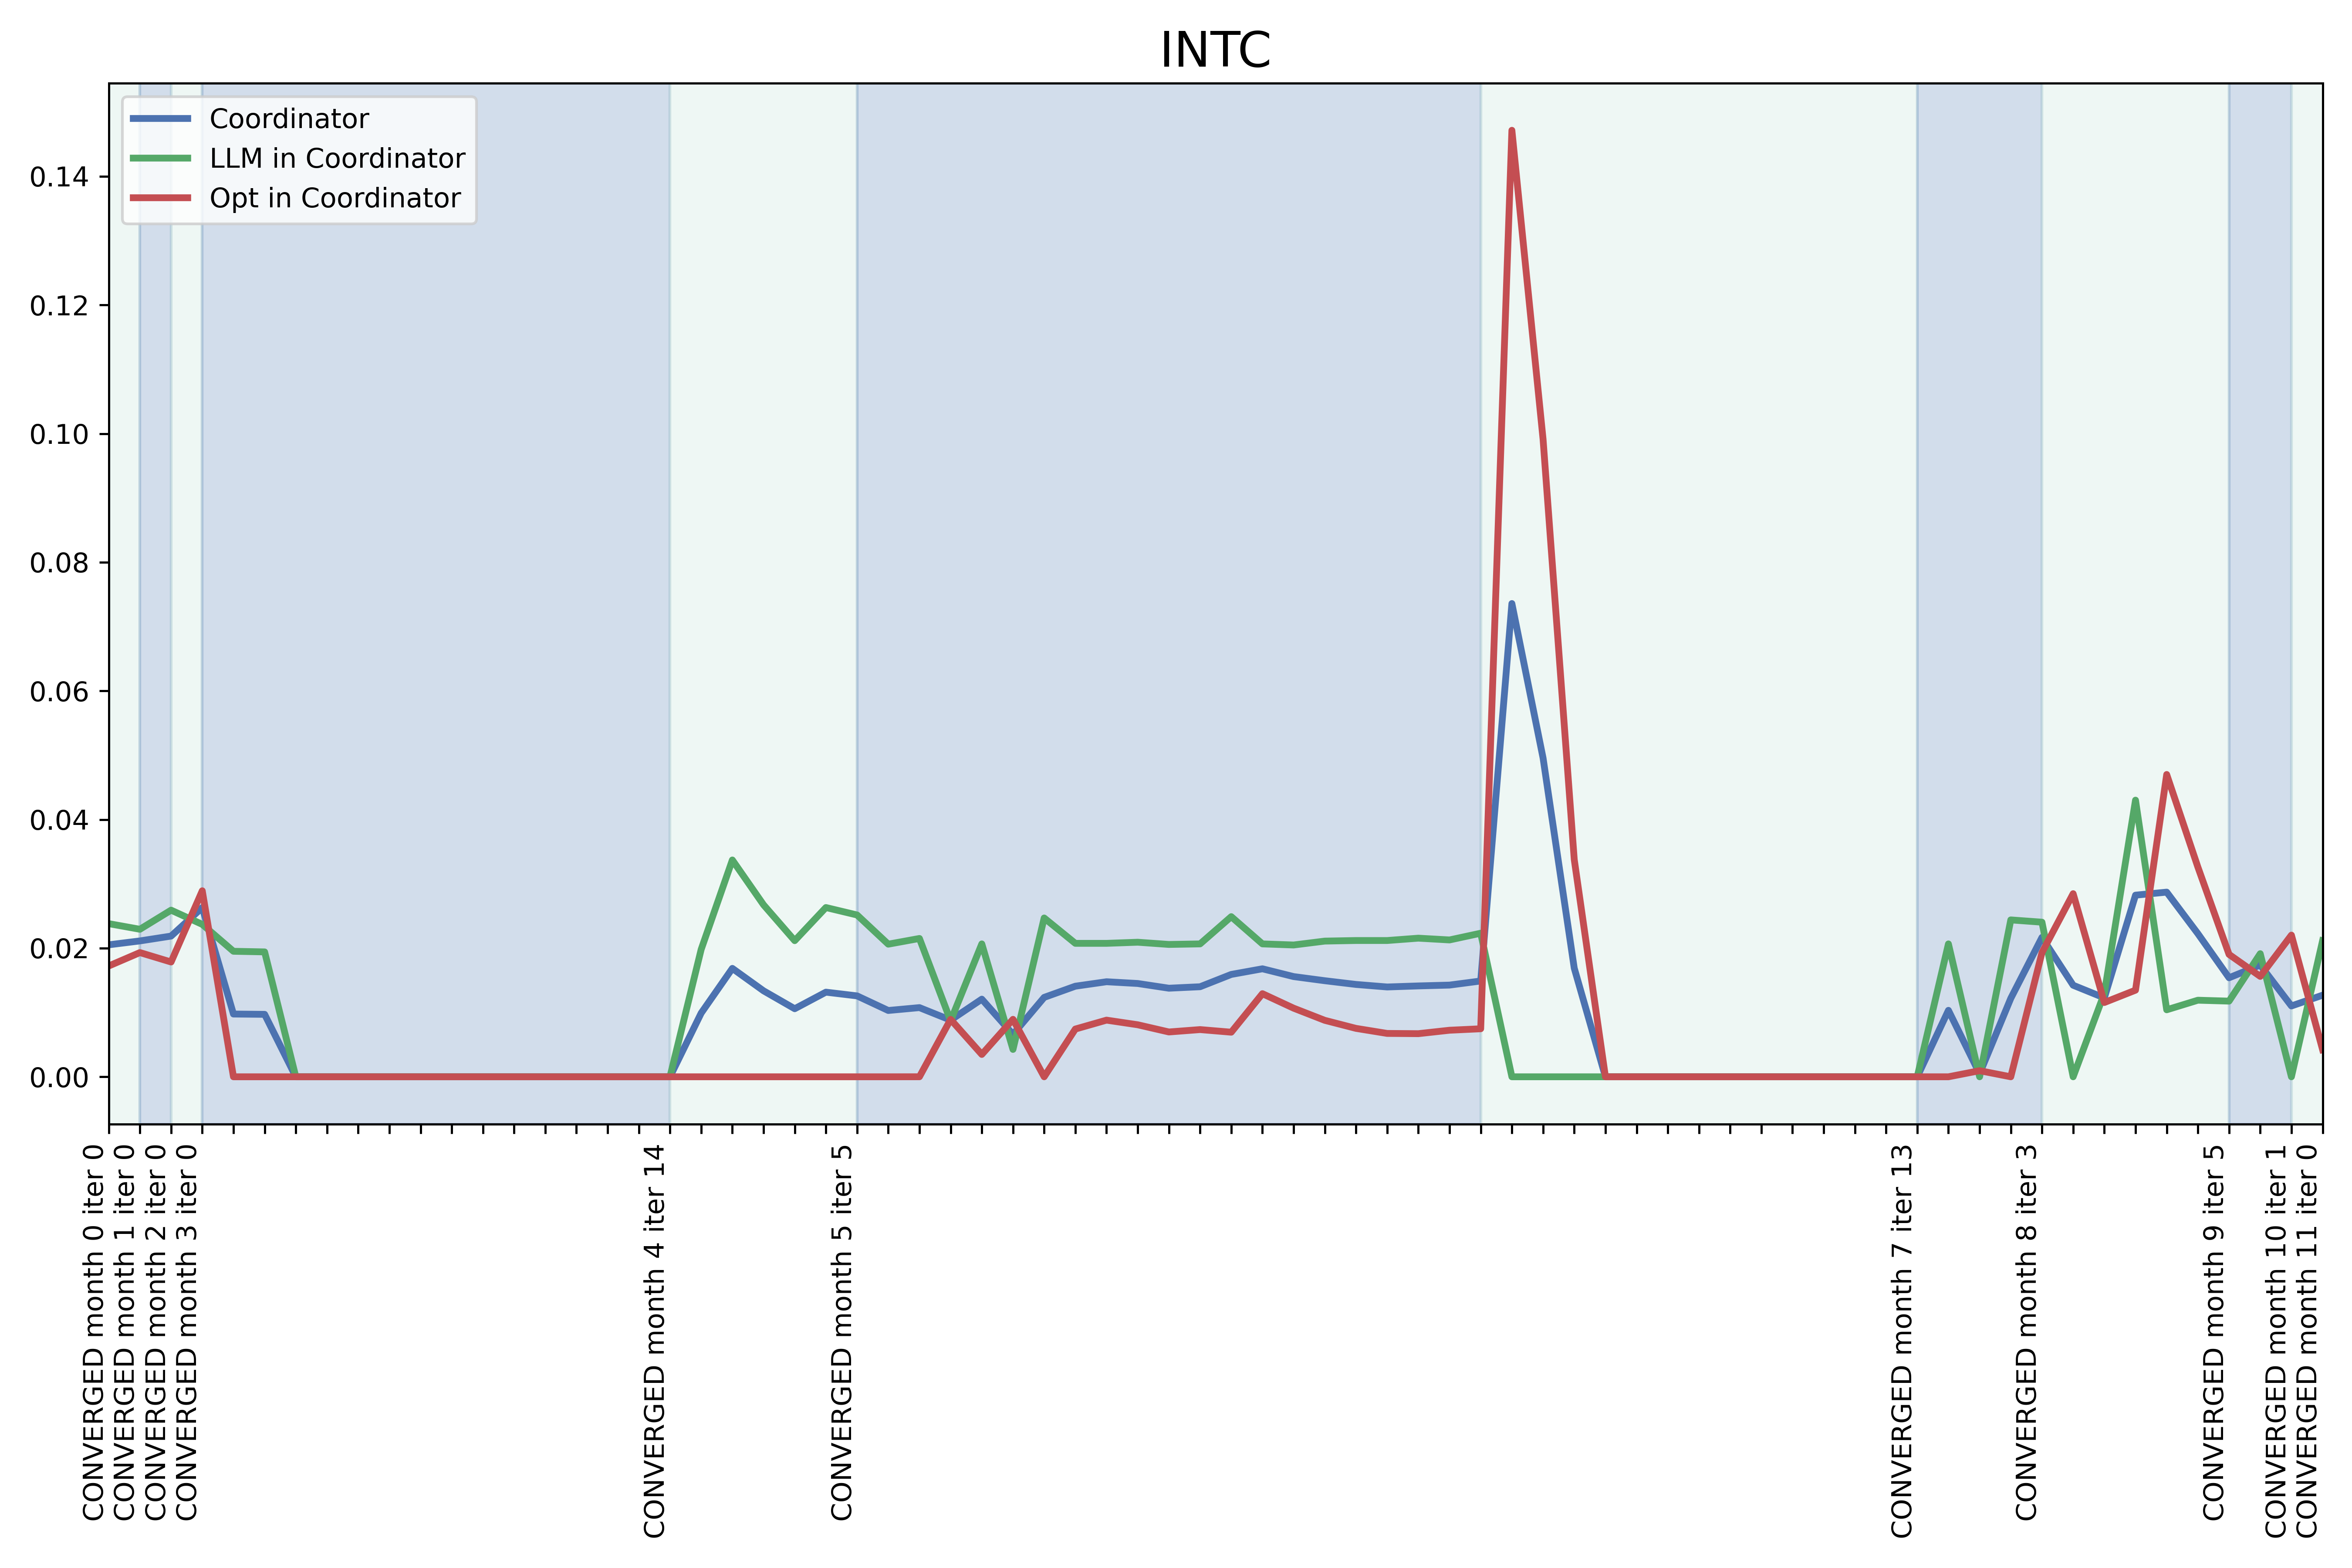 INTC
Coordinator
LLM in Coordinator
Opt in Coordinator
0.14
0.12
0.10
0.08
0.06
0.04
0.02
0.00
CONVERGED month 0 iter 0
CONVERGED month 1 iter 0
CONVERGED month 2 iter 0
CONVERGED month 3 iter 0
CONVERGED month 4 iter 14
CONVERGED month 5 iter 5
CONVERGED month 7 iter 13
CONVERGED month 8 iter 3
CONVERGED month 9 iter 5
CONVERGED month 10 iter 1
CONVERGED month 11 iter 0